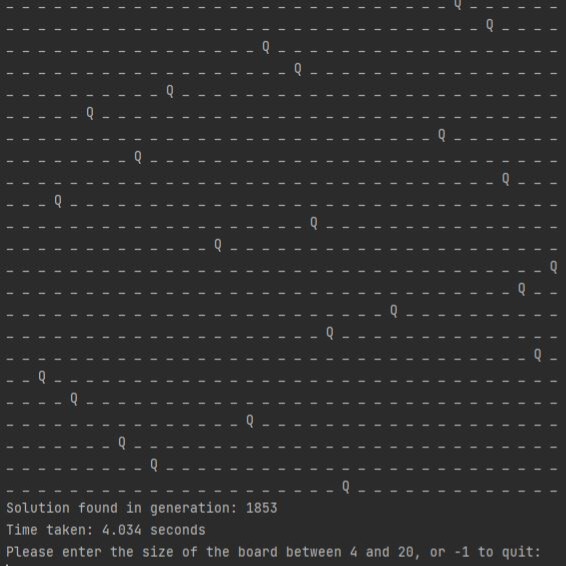 _ _ _ _ _ _ _ _ _ _ _ _ _ _ _ _ _ _ _ _ _ _ _ _ _ _ _ _ Q _ _ _ _ _ _
_ _ _ _ _ _ _ _ _ _ _ _ _ _ _ _ _ _ _ _ _ _ _ _ _ _ _ _ _ _ Q _ _ _ _
_ _ _ _ _ _ _ _ _ _ _ _ _ _ _ _ Q _ _ _ _ _ _ _ _ _ _ _ _ _ _ _ _ _ _
_ _ _ _ _ _ _ _ _ _ _ _ _ _ _ _ _ _ Q _ _ _ _ _ _ _ _ _ _ _ _ _ _ _ _
_ _ _ _ _ _ _ _ _ _ Q _ _ _ _ _ _ _ _ _ _ _ _ _ _ _ _ _ _ _ _ _ _ _ _
_ _ _ _ _ Q _ _ _ _ _ _ _ _ _ _ _ _ _ _ _ _ _ _ _ _ _ _ _ _ _ _ _ _ _
_ _ _ _ _ _ _ _ _ _ _ _ _ _ _ _ _ _ _ _ _ _ _ _ _ _ _ Q _ _ _ _ _ _ _
_ _ _ _ _ _ _ _ Q _ _ _ _ _ _ _ _ _ _ _ _ _ _ _ _ _ _ _ _ _ _ _ _ _ _
_ _ _ _ _ _ _ _ _ _ _ _ _ _ _ _ _ _ _ _ _ _ _ _ _ _ _ _ _ _ _ Q _ _ _
_ _ _ Q _ _ _ _ _ _ _ _ _ _ _ _ _ _ _ _ _ _ _ _ _ _ _ _ _ _ _ _ _ _ _
_ _ _ _ _ _ _ _ _ _ _ _ _ _ _ _ _ _ _ Q _ _ _ _ _ _ _ _ _ _ _ _ _ _ _
_ _ _ _ _ _ _ _ _ _ _ _ _ Q _ _ _ _ _ _ _ _ _ _ _ _ _ _ _ _ _ _ _ _ _
_ _ _ _ _ _ _ _ _ _ _ _ _ _ _ _ _ _ _ _ _ _ _ _ _ _ _ _ _ _ _ _ _ _ Q
_ _ _ _ _ _ _ _ _ _ _ _ _ _ _ _ _ _ _ _ _ _ _ _ _ _ _ _ _ _ _ _ Q _ _
_ _ _ _ _ _ _ _ _ _ _ _ _ _ _ _ _ _ _ _ _ _ _ _ Q _ _ _ _ _ _ _ _ _ _
_ _ _ _ _ _ _ _ _ _ _ _ _ _ _ _ _ _ _ _ Q _ _ _ _ _ _ _ _ _ _ _ _ _ _
_ _ _ _ _ _ _ _ _ _ _ _ _ _ _ _ _ _ _ _ _ _ _ _ _ _ _ _ _ _ _ _ _ Q _
_ _ Q _ _ _ _ _ _ _ _ _ _ _ _ _ _ _ _ _ _ _ _ _ _ _ _ _ _ _ _ _ _ _ _
_ _ _ _ Q _ _ _ _ _ _ _ _ _ _ _ _ _ _ _ _ _ _ _ _ _ _ _ _ _ _ _ _ _ _
_ _ _ _ _ _ _ _ _ _ _ _ _ _ _ Q _ _ _ _ _ _ _ _ _ _ _ _ _ _ _ _ _ _ _
_ _ _ _ _ _ _ Q _ _ _ _ _ _ _ _ _ _ _ _ _ _ _ _ _ _ _ _ _ _ _ _ _ _ _
_ _ _ _ _ _ _ _ _ Q _ _ _ _ _ _ _ _ _ _ _ _ _ _ _ _ _ _ _ _ _ _ _ _ _
_ _ _ _ _ _ _ _ _ _ _ _ _ _ _ _ _ _ _ _ _ Q _ _ _ _ _ _ _ _ _ _ _ _ _
Solution found in generation: 1853
Time taken: 4.034 seconds
Please enter the size of the board between 4 and 20, or -1 to quit: